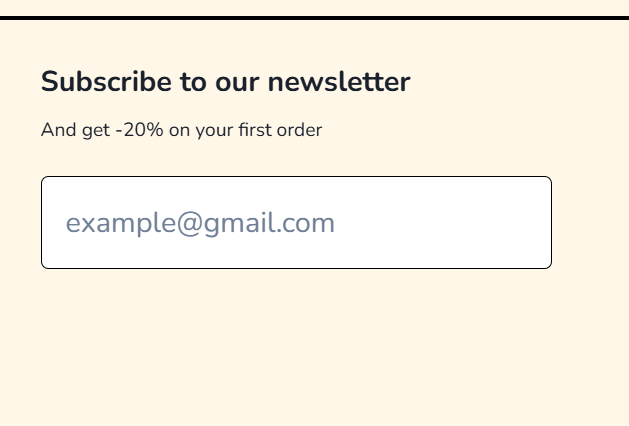 Subscribe to our newsletter
And get -20% on your first order
example@gmail.com